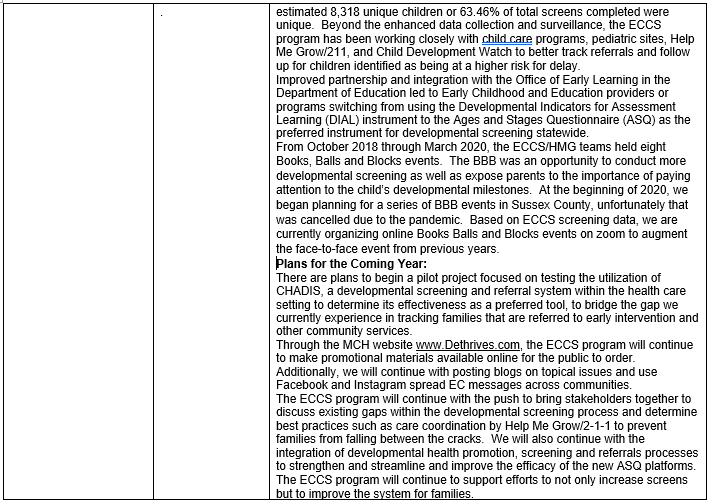 .
estimated 8,318 unique children or 63.46% of total screens completed were
unique.  Beyond the enhanced data collection and surveillance, the ECCS
program has been working closely with child care programs, pediatric sites, Help
Me Grow/211, and Child Development Watch to better track referrals and follow
up for children identified as being at a higher risk for delay.
Improved partnership and integration with the Office of Early Learning in the
Department of Education led to Early Childhood and Education providers or
programs switching from using the Developmental Indicators for Assessment
Learning (DIAL) instrument to the Ages and Stages Questionnaire (ASQ) as the
preferred instrument for developmental screening statewide.
From October 2018 through March 2020, the ECCS/HMG teams held eight
Books, Balls and Blocks events.  The BBB was an opportunity to conduct more
developmental screening as well as expose parents to the importance of paying
attention to the child's developmental milestones.  At the beginning of 2020, we
began planning for a series of BBB events in Sussex County, unfortunately that
was cancelled due to the pandemic.  Based on ECCS screening data, we are
currently organizing online Books Balls and Blocks events on zoom to augment
the face-to-face event from previous years.
Plans for the Coming Year:
There are plans to begin a pilot project focused on testing the utilization of
CHADIS, a developmental screening and referral system within the health care
setting to determine its effectiveness as a preferred tool, to bridge the gap we
currently experience in tracking families that are referred to early intervention and
other community services.
Through the MCH website www.Dethrives.com, the ECCS program will continue
to make promotional materials available online for the public to order.
Additionally, we will continue with posting blogs on topical issues and use
Facebook and Instagram spread EC messages across communities.
The ECCS program will continue with the push to bring stakeholders together to
discuss existing gaps within the developmental screening process and determine
best practices such as care coordination by Help Me Grow/2-1-1 to prevent
families from falling between the cracks.  We will also continue with the
integration of developmental health promotion, screening and referrals processes
to strengthen and streamline and improve the efficacy of the new ASQ platforms.
The ECCS program will continue to support efforts to not only increase screens
but to improve the system for families.